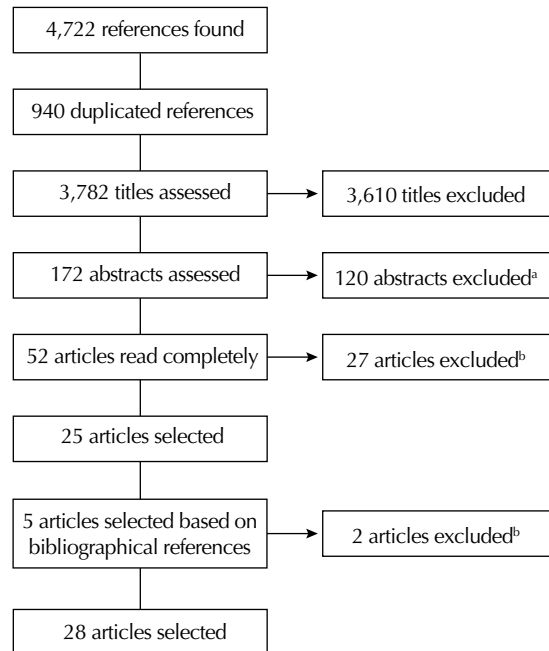 4,722 references found
940 duplicated references
3,782 titles assessed
3,610 titles excluded
172 abstracts assessed
120 abstracts excludedᵃ
52 articles read completely
27 articles excludedᵇ
25 articles selected
5 articles selected based on
bibliographical references
2 articles excludedᵇ
28 articles selected